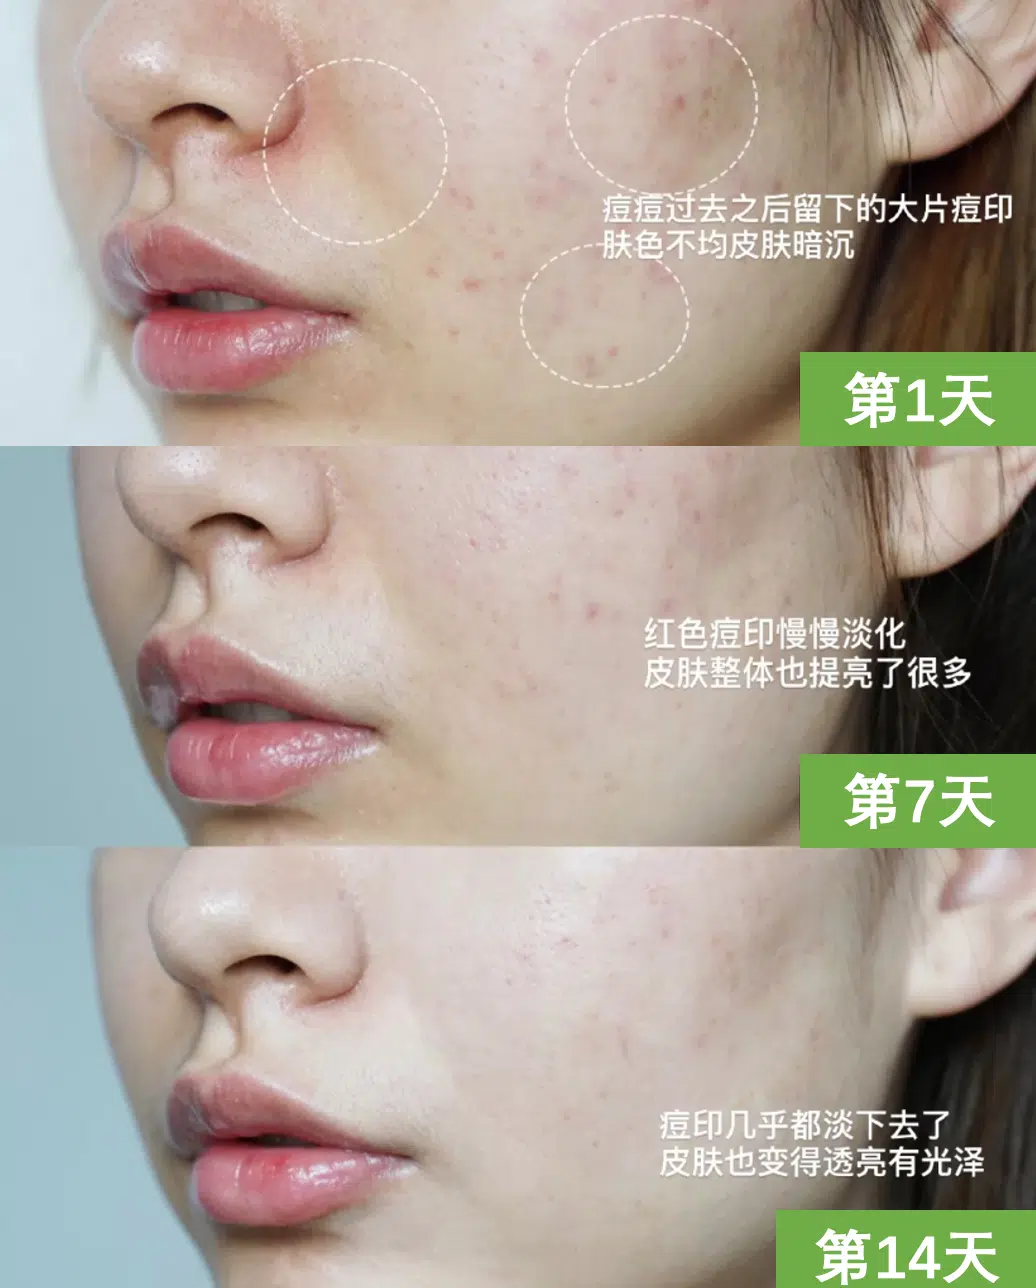 痘痘过去之后留下的大片痘印
肤色不均皮肤暗沉
第1天
红色痘印慢慢淡化
皮肤整体也提亮了很多
第7天
痘印几乎都淡下去了
皮肤也变得透亮有光泽
第14天